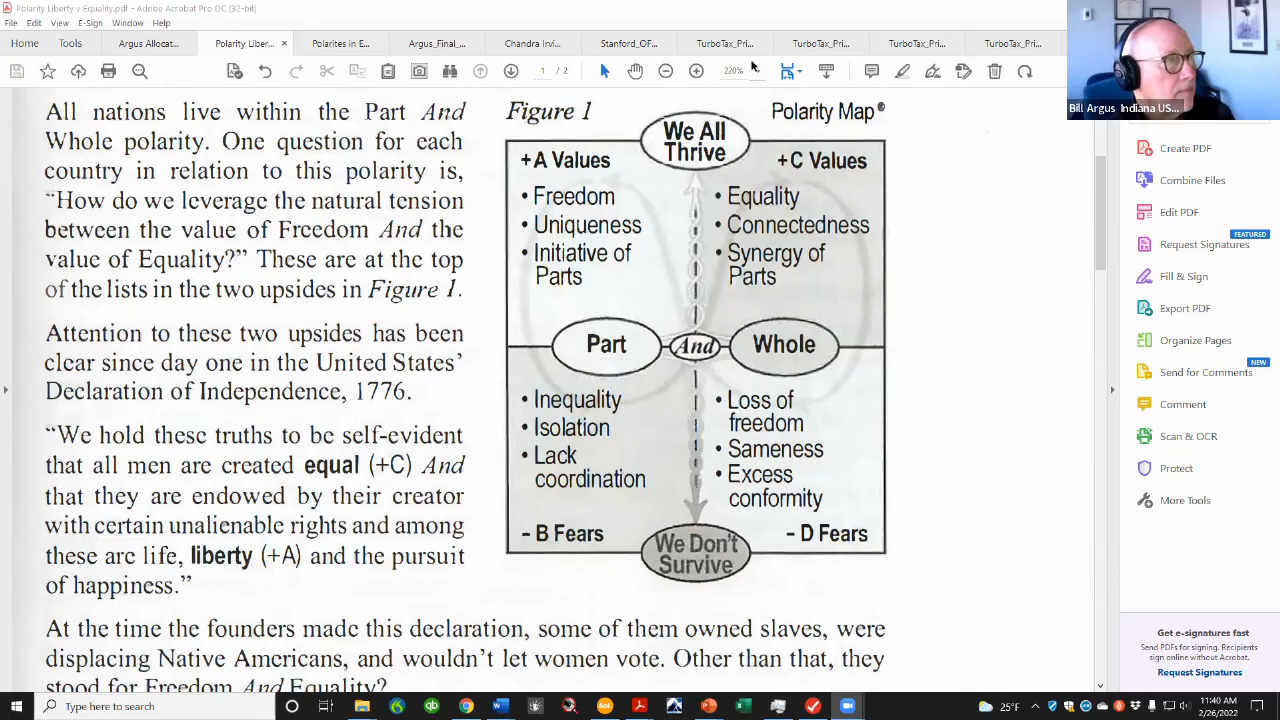 Polarity Liberty v Equality.pdf - Adobe Acrobat Pro DC (32-bit)
File Edit View E-Sign Window Help
Home Tools Argus Allocat... Polarity Liber... × Polarites in E... Argus_Final_... Chandra Irvi... Stanford_OF... TurboTax_Pri... TurboTax_Pri... TurboTax_Pri... TurboTax_Pri...
1 / 2 220%
Bill Argus Indiana US...
All nations live within the Part And
Whole polarity. One question for each
country in relation to this polarity is,
"How do we leverage the natural tension
between the value of Freedom And the
value of Equality?" These are at the top
of the lists in the two upsides in Figure 1.
Attention to these two upsides has been
clear since day one in the United States'
Declaration of Independence, 1776.
"We hold these truths to be self-evident
that all men are created equal (+C) And
that they are endowed by their creator
with certain unalienable rights and among
these are life, liberty (+A) and the pursuit
of happiness."
Figure 1
Polarity Map®
We All
Thrive
+A Values
• Freedom
• Uniqueness
• Initiative of
Parts
+C Values
• Equality
• Connectedness
• Synergy of
Parts
Part And Whole
• Inequality
• Isolation
• Lack
coordination
– B Fears
• Loss of
freedom
• Sameness
• Excess
conformity
– D Fears
We Don't
Survive
At the time the founders made this declaration, some of them owned slaves, were
displacing Native Americans, and wouldn't let women vote. Other than that, they
stood for Freedom And Equality?
Create PDF
Combine Files
Edit PDF
FEATURED
Request Signatures
Fill & Sign
Export PDF
Organize Pages
NEW
Send for Comments
Comment
Scan & OCR
Protect
More Tools
Get e-signatures fast
Send PDFs for signing. Recipients
sign online without Acrobat.
Request Signatures
Type here to search
25°F
11:40 AM
2/26/2022